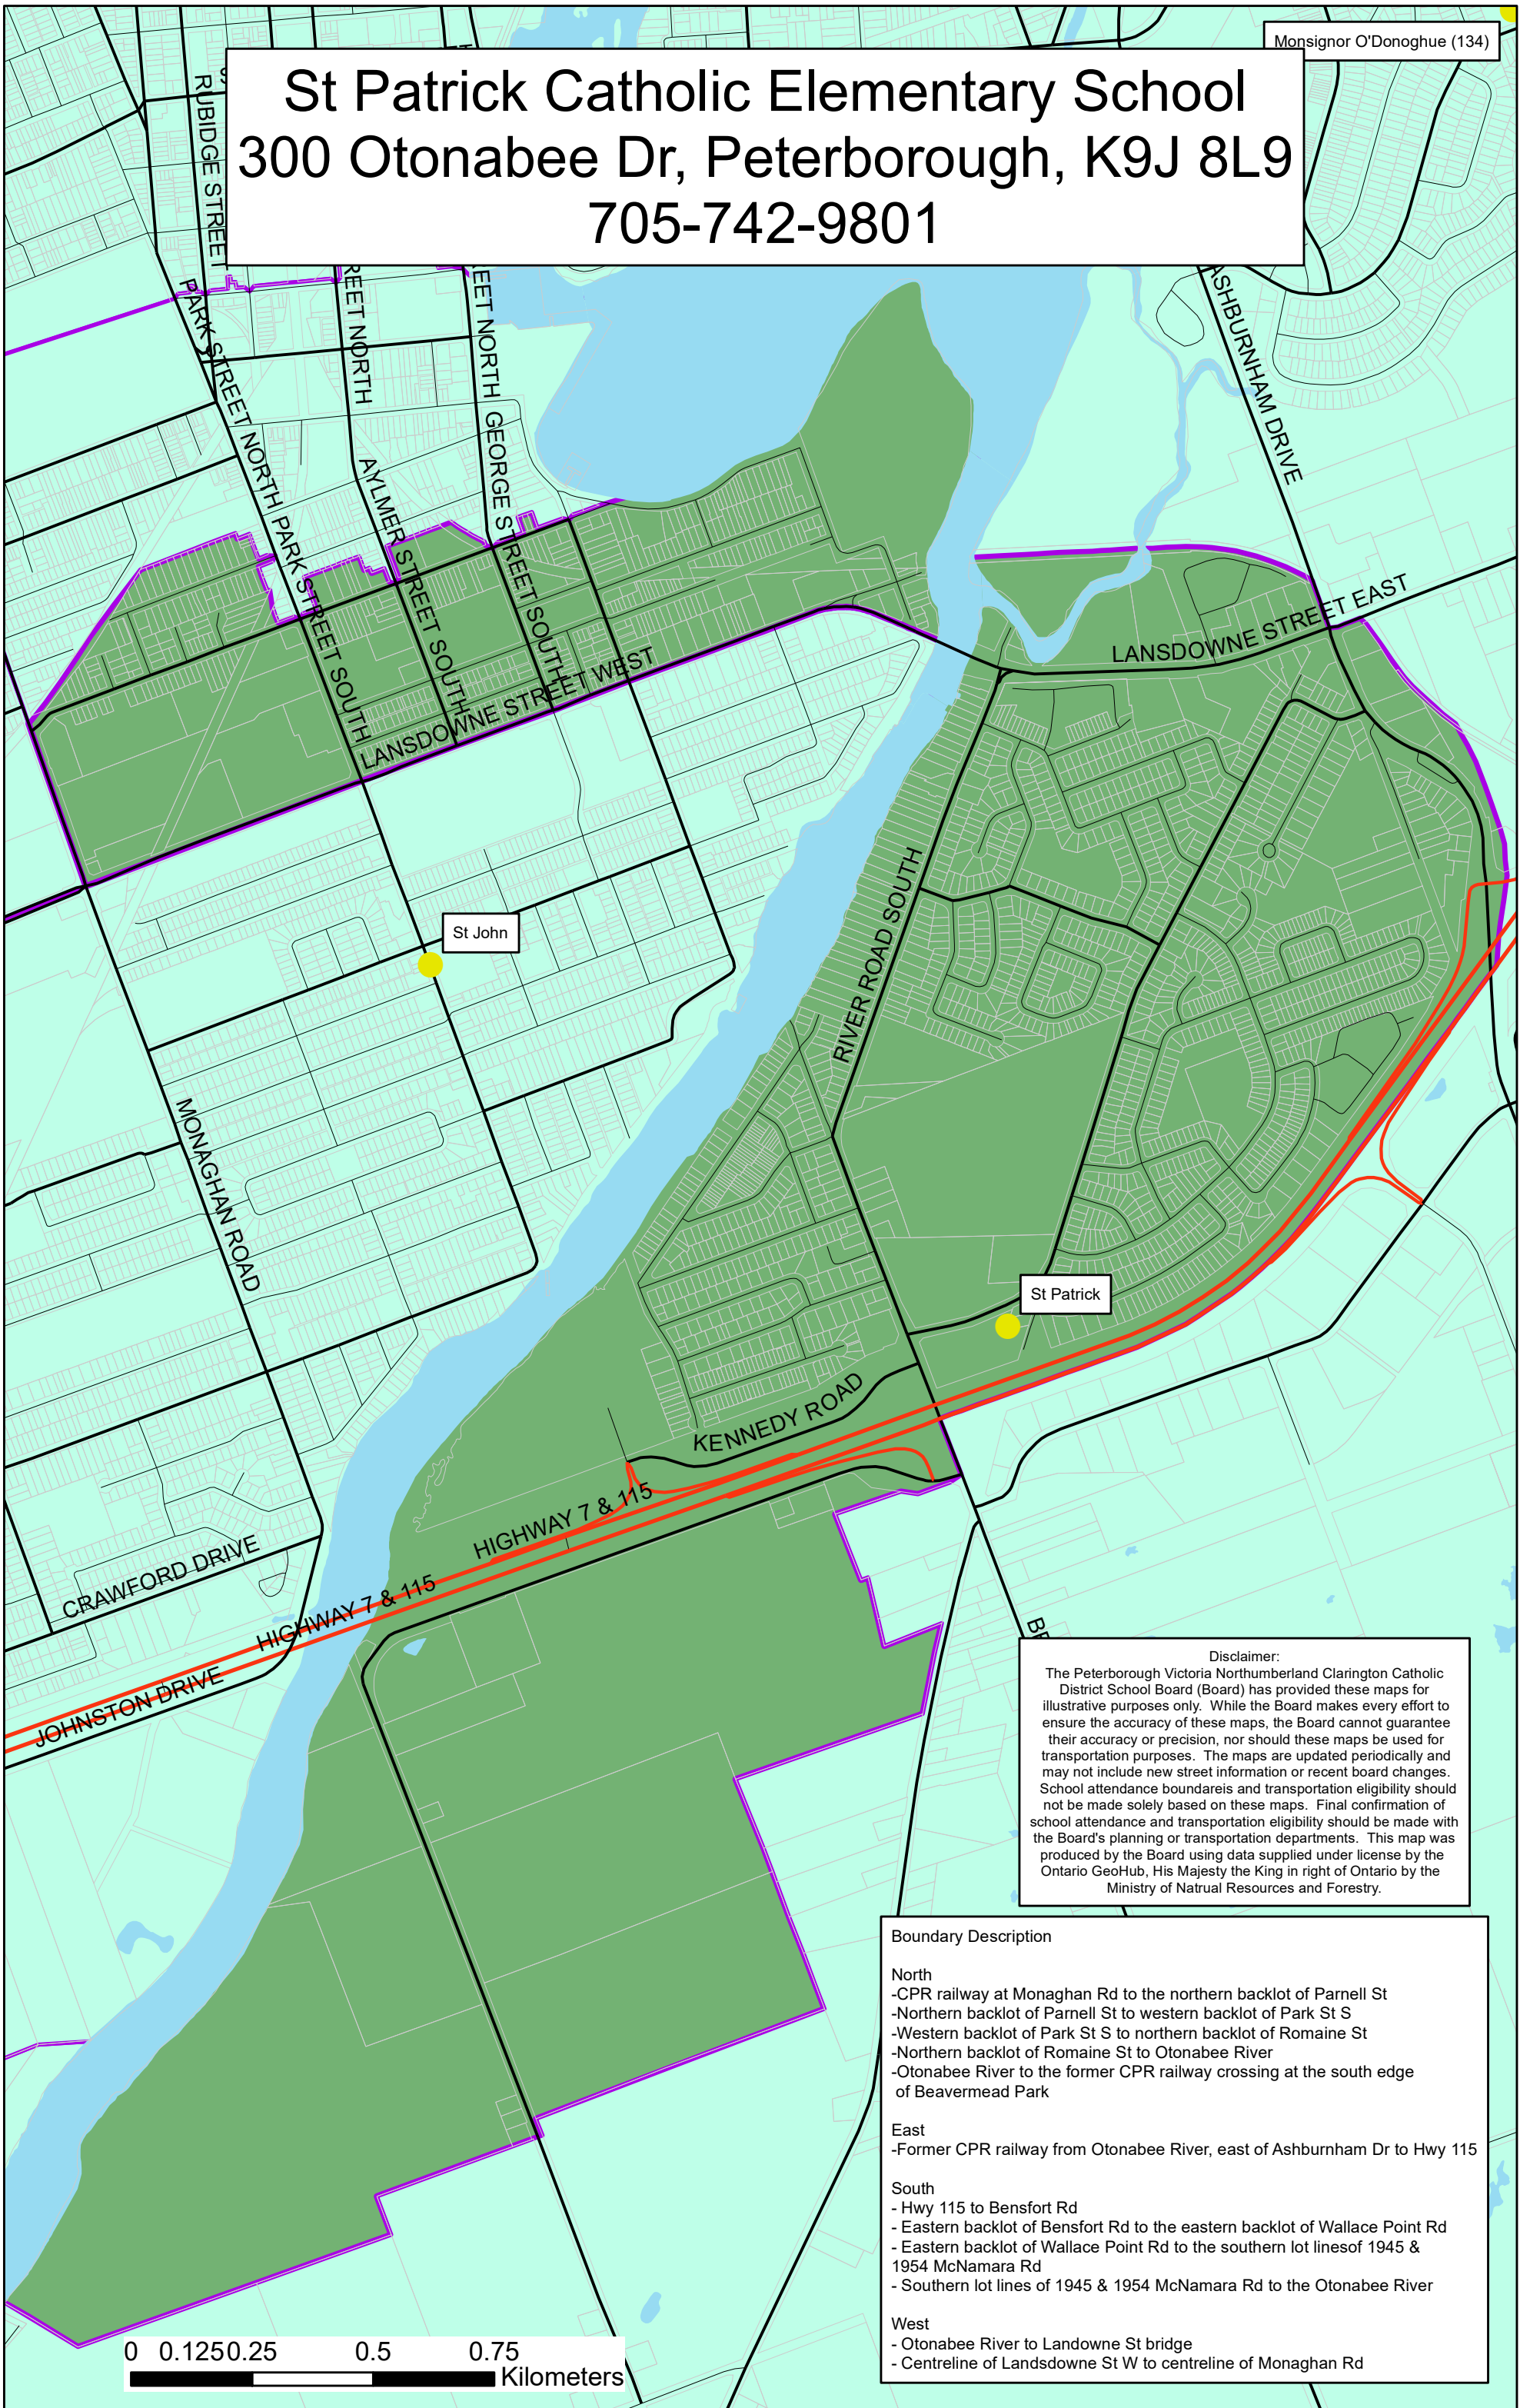 Monsignor O'Donoghue (134)
St Patrick Catholic Elementary School
300 Otonabee Dr, Peterborough, K9J 8L9
705-742-9801
RUBIDGE STREET
PARK STREET NORTH
REET NORTH
EET NORTH
GEORGE STREET SOUTH
ASHBURNHAM DRIVE
AYLMER STREET SOUTH
PARK STREET SOUTH
LANSDOWNE STREET EAST
LANSDOWNE STREET WEST
St John
RIVER ROAD SOUTH
MONAGHAN ROAD
St Patrick
KENNEDY ROAD
HIGHWAY 7 & 115
CRAWFORD DRIVE
HIGHWAY 7 & 115
JOHNSTON DRIVE
Disclaimer:
The Peterborough Victoria Northumberland Clarington Catholic
District School Board (Board) has provided these maps for
illustrative purposes only.  While the Board makes every effort to
ensure the accuracy of these maps, the Board cannot guarantee
their accuracy or precision, nor should these maps be used for
transportation purposes.  The maps are updated periodically and
may not include new street information or recent board changes.
School attendance boundareis and transportation eligibility should
not be made solely based on these maps.  Final confirmation of
school attendance and transportation eligibility should be made with
the Board's planning or transportation departments.  This map was
produced by the Board using data supplied under license by the
Ontario GeoHub, His Majesty the King in right of Ontario by the
Ministry of Natrual Resources and Forestry.
Boundary Description
North
-CPR railway at Monaghan Rd to the northern backlot of Parnell St
-Northern backlot of Parnell St to western backlot of Park St S
-Western backlot of Park St S to northern backlot of Romaine St
-Northern backlot of Romaine St to Otonabee River
-Otonabee River to the former CPR railway crossing at the south edge
of Beavermead Park
East
-Former CPR railway from Otonabee River, east of Ashburnham Dr to Hwy 115
South
- Hwy 115 to Bensfort Rd
- Eastern backlot of Bensfort Rd to the eastern backlot of Wallace Point Rd
- Eastern backlot of Wallace Point Rd to the southern lot linesof 1945 &
1954 McNamara Rd
- Southern lot lines of 1945 & 1954 McNamara Rd to the Otonabee River
West
- Otonabee River to Landowne St bridge
- Centreline of Landsdowne St W to centreline of Monaghan Rd
0 0.125 0.25 0.5 0.75
Kilometers